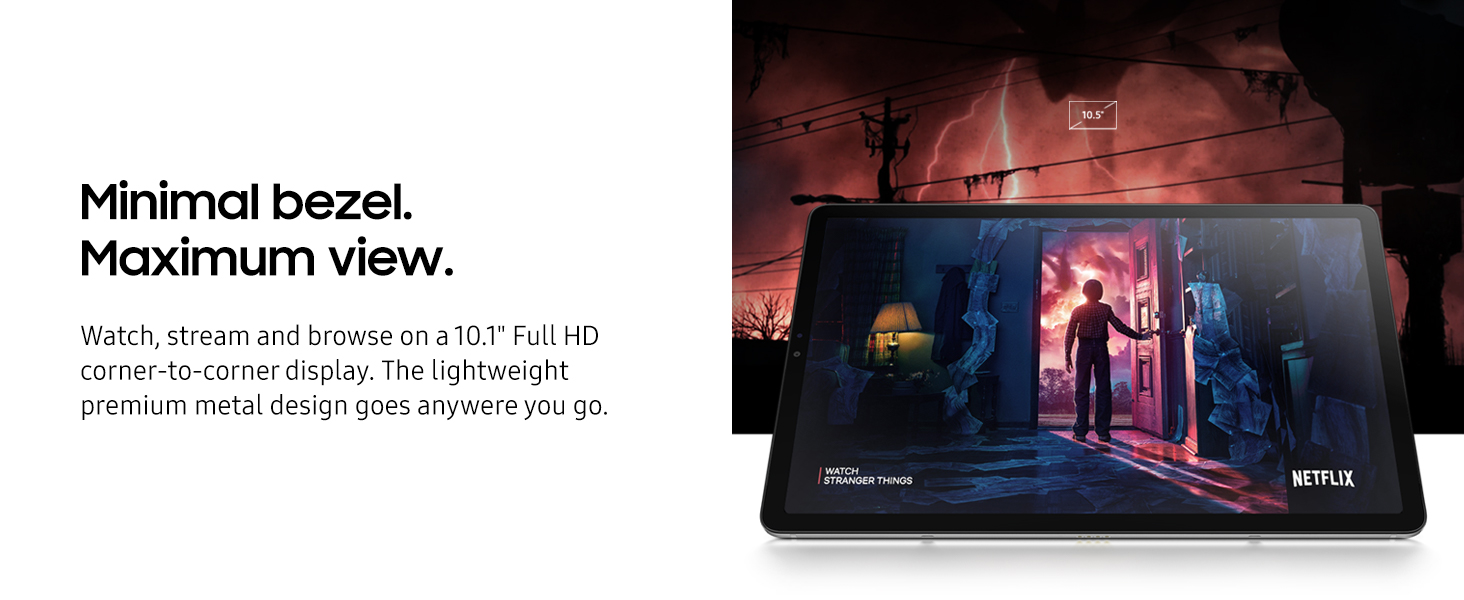 Minimal bezel.
Maximum view.
Watch, stream and browse on a 10.1" Full HD
corner-to-corner display. The lightweight
premium metal design goes anywere you go.
10.5"
WATCH
STRANGER THINGS
NETFLIX